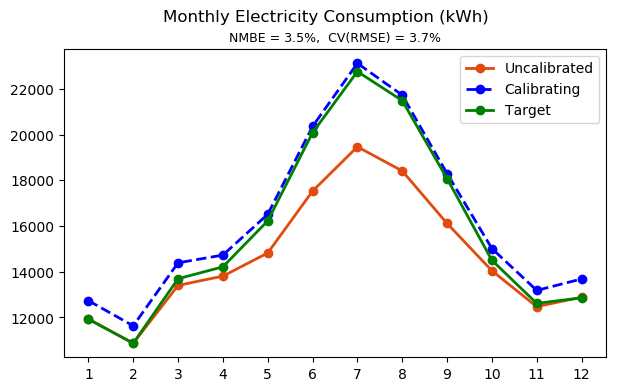 Monthly Electricity Consumption (kWh)
NMBE = 3.5%,  CV(RMSE) = 3.7%
Uncalibrated
Calibrating
Target
22000
20000
18000
16000
14000
12000
1 2 3 4 5 6 7 8 9 10 11 12